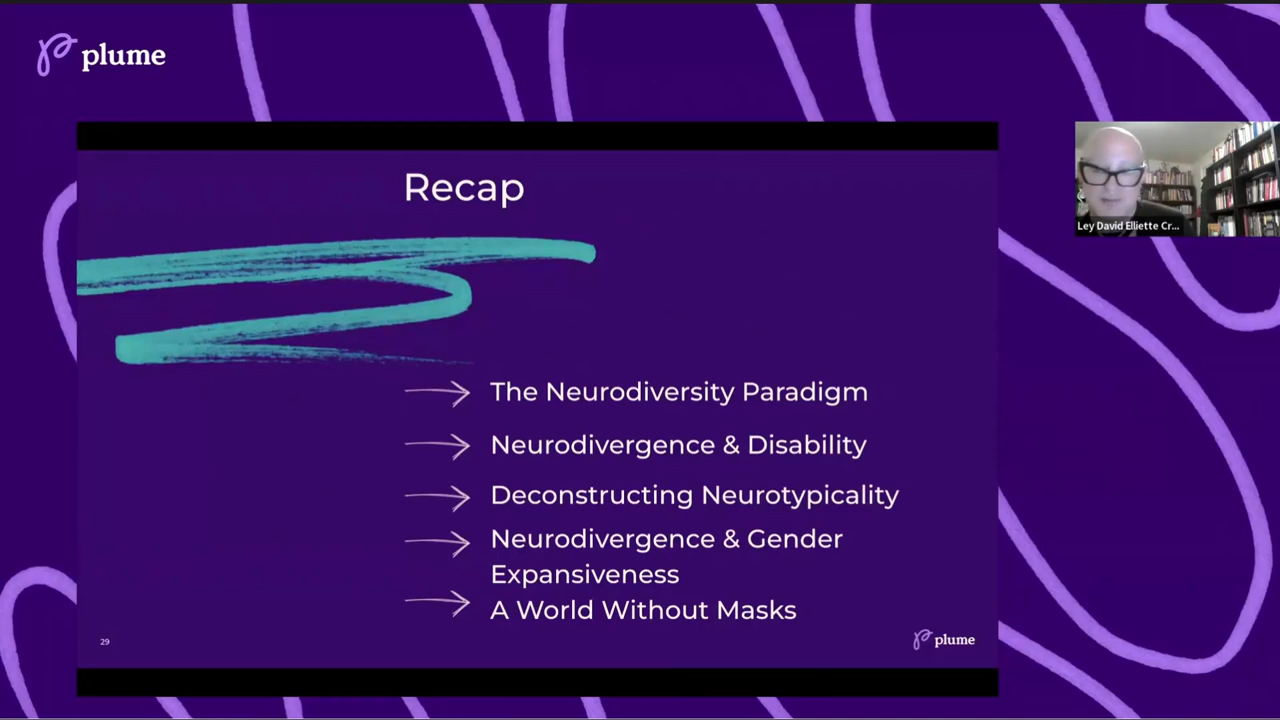 plume
Recap
Ley David Elliette Cr...
The Neurodiversity Paradigm
Neurodivergence & Disability
Deconstructing Neurotypicality
Neurodivergence & Gender
Expansiveness
A World Without Masks
29
plume